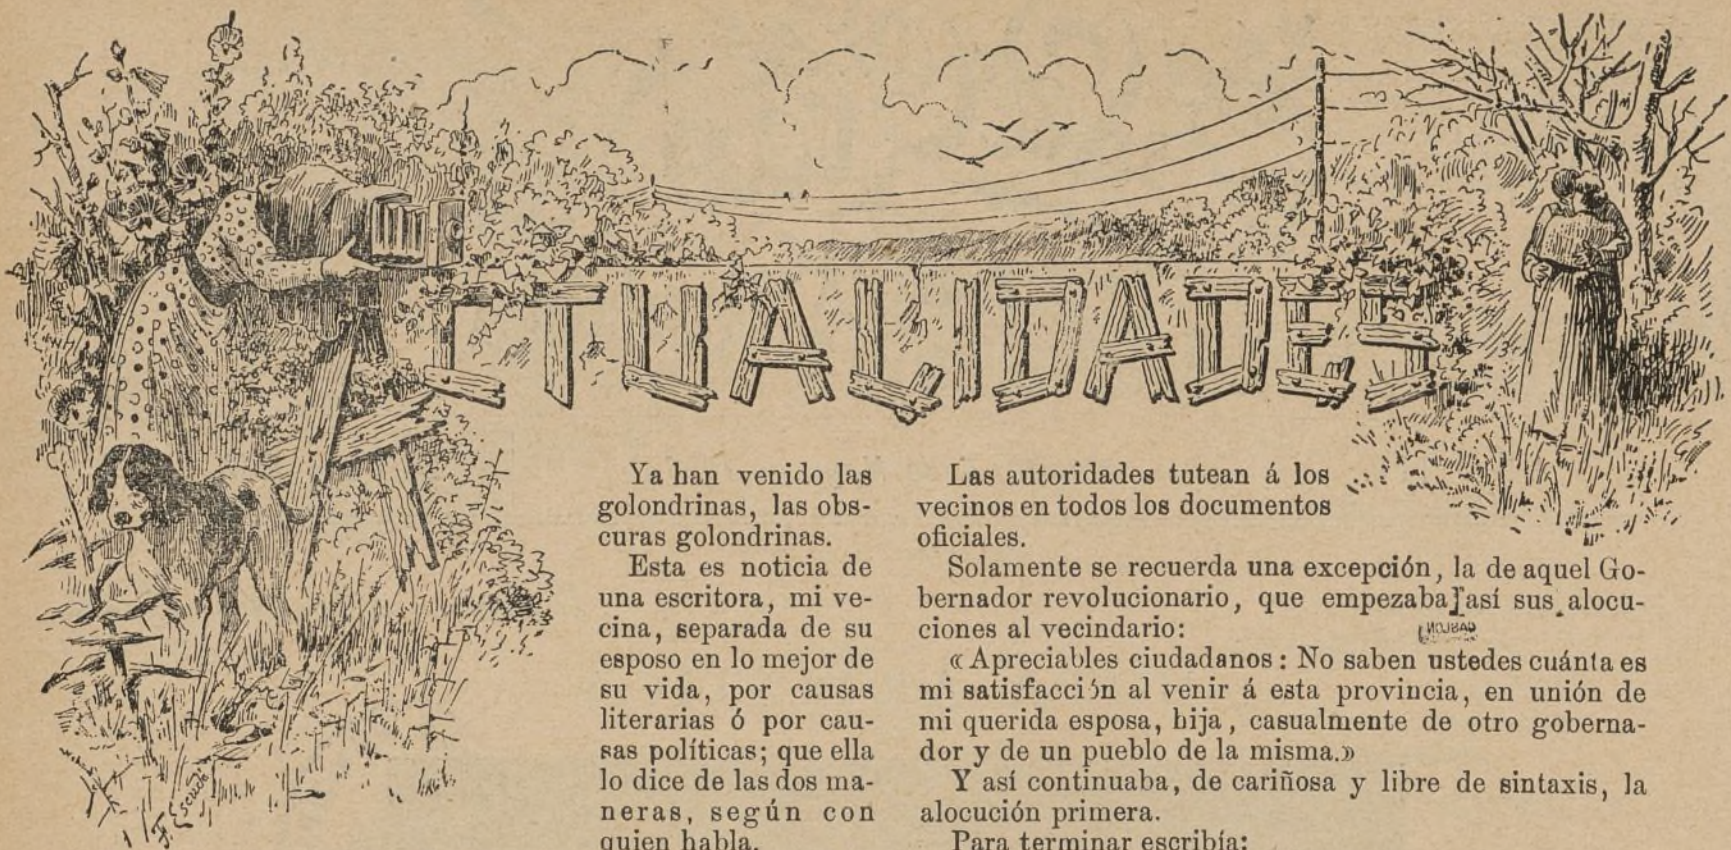 ACTUALIDADES
Ya han venido las
golondrinas, las obs-
curas golondrinas.
Esta es noticia de
una escritora, mi ve-
cina, separada de su
esposo en lo mejor de
su vida, por causas
literarias ó por cau-
sas políticas; que ella
lo dice de las dos ma-
neras, según con
quien habla.
Las autoridades tutean á los
vecinos en todos los documentos
oficiales.
Solamente se recuerda una excepción, la de aquel Go-
bernador revolucionario, que empezaba así sus alocu-
ciones al vecindario:
«Apreciables ciudadanos: No saben ustedes cuánta es
mi satisfacción al venir á esta provincia, en unión de
mi querida esposa, hija, casualmente de otro goberna-
dor y de un pueblo de la misma.»
Y así continuaba, de cariñosa y libre de sintaxis, la
alocución primera.
Para terminar escribía:
F. Escudé